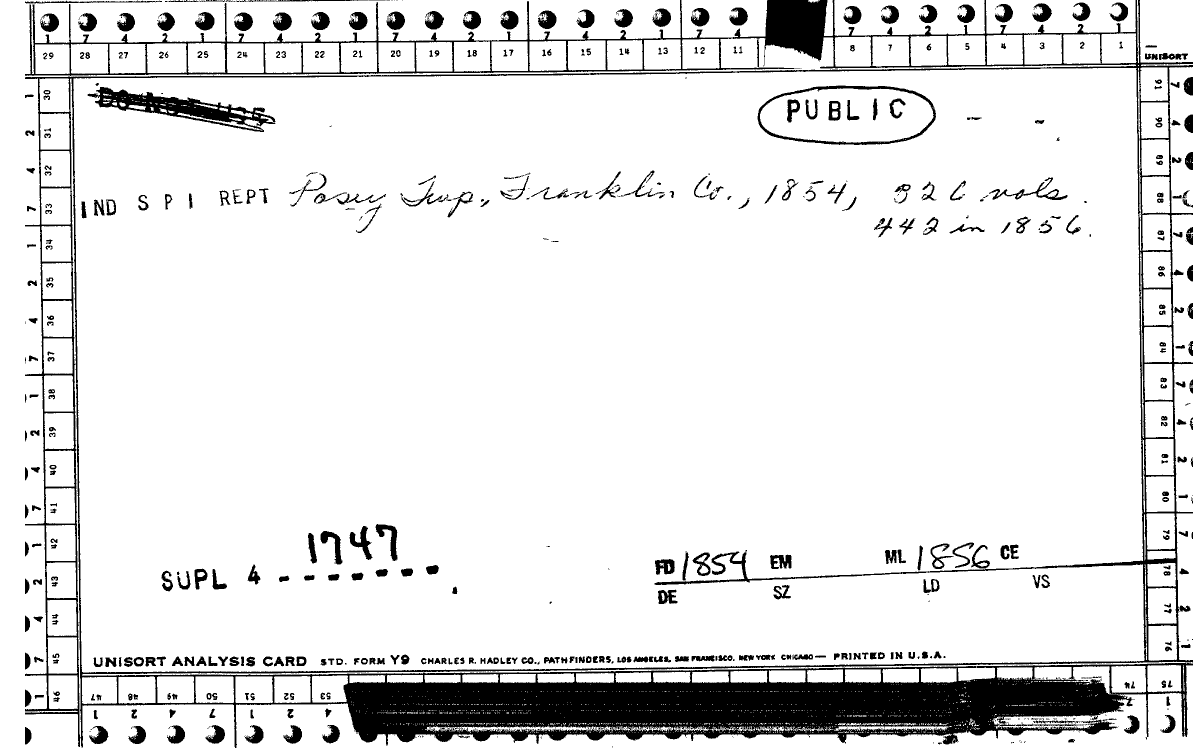 7 4 2 1 7 4 2 1 7 4 2 1 7 4 2 1 7 4 7 4 2 1 7 4 2 1
29 28 27 26 25 24 23 22 21 20 19 18 17 16 15 14 13 12 11 8 7 6 5 4 3 2 1
UNISORT
DO NOT USE
PUBLIC
IND S P I REPT Posey Twp., Franklin Co., 1854, 326 vols.
442 in 1856.
1747
SUPL 4 -------.
FD 1854 EM ML 1856 CE
DE SZ LD VS
UNISORT ANALYSIS CARD STD. FORM Y9 CHARLES R. HADLEY CO., PATHFINDERS, LOS ANGELES, SAN FRANCISCO, NEW YORK CHICAGO — PRINTED IN U.S.A.
1 30
2 31
4 32
7 33
1 34
2 35
4 36
7 37
1 38
2 39
4 40
7 41
1 42
2 43
4 44
7 45
1 46
91 7
90 4
89 2
88 1
87 7
86 4
85 2
84 1
83 7
82 4
81 2
80 1
79 7
78 4
77 2
76 1
47 48 49 50 51 52 53 74 75
1 2 4 7 1 2 4 7 1